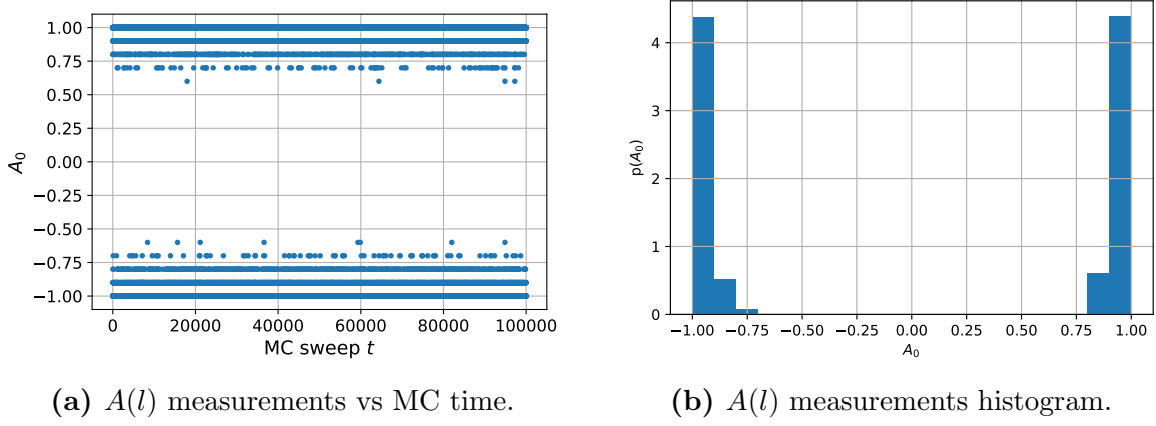 1.00
0.75
0.50
0.25
0.00
−0.25
−0.50
−0.75
−1.00
A₀
0 20000 40000 60000 80000 100000
MC sweep t
4
3
2
1
0
p(A₀)
−1.00 −0.75 −0.50 −0.25 0.00 0.25 0.50 0.75 1.00
A₀
(a) A(l) measurements vs MC time.
(b) A(l) measurements histogram.